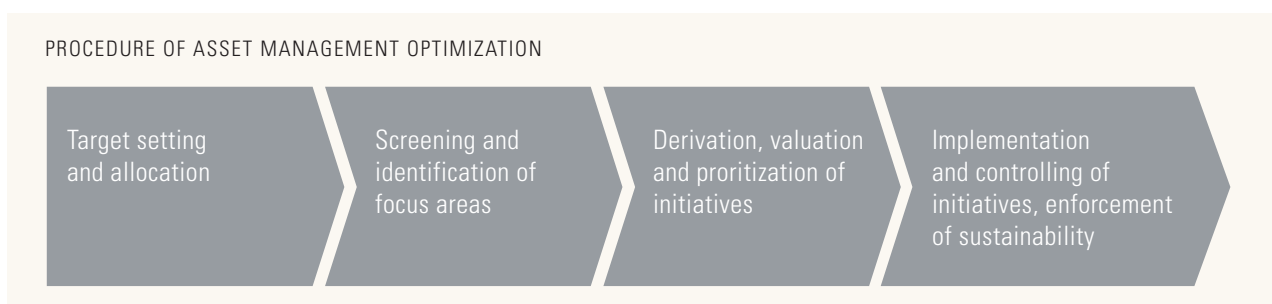 PROCEDURE OF ASSET MANAGEMENT OPTIMIZATION
Target setting
and allocation
Screening and
identification of
focus areas
Derivation, valuation
and proritization of
initiatives
Implementation
and controlling of
initiatives, enforcement
of sustainability